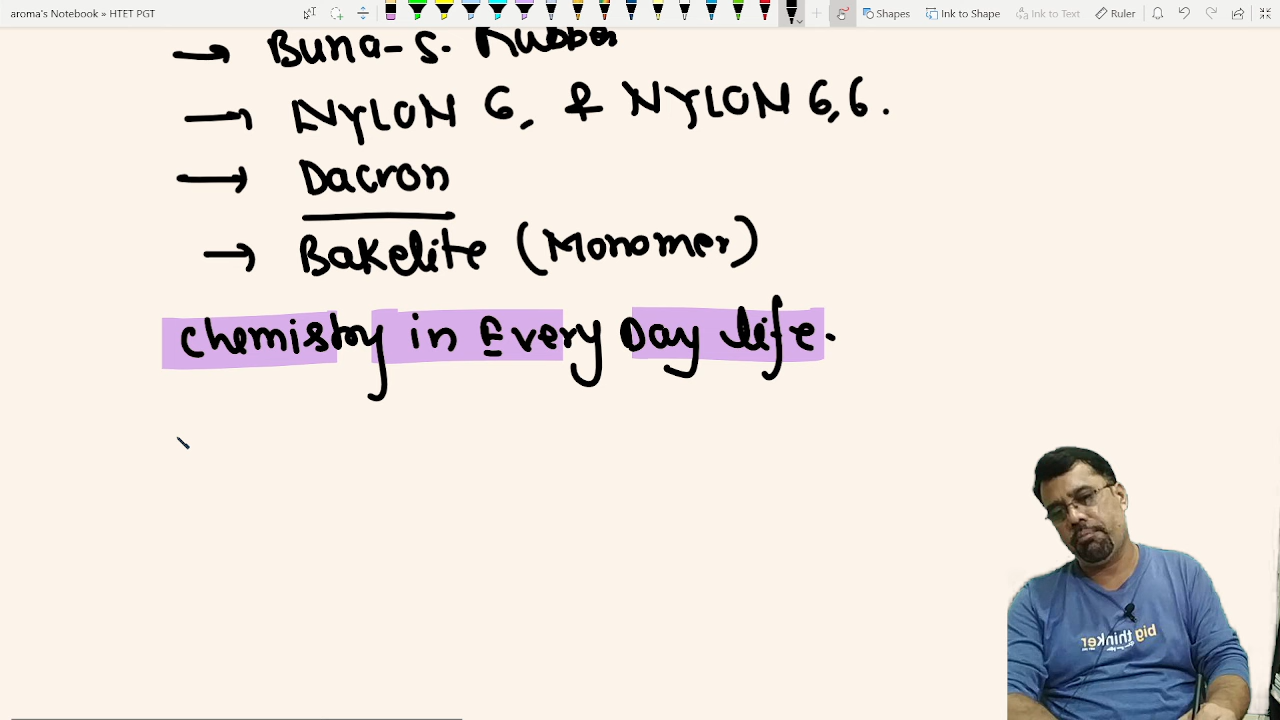 aroma's Notebook » HTET PGT
Shapes Ink to Shape Ink to Text Ruler
→ Buna-S. Rubber
→ NYLON 6, & NYLON 6,6.
→ Dacron
→ Bakelite (Monomer)
Chemistry in Every Day life.
big thinker